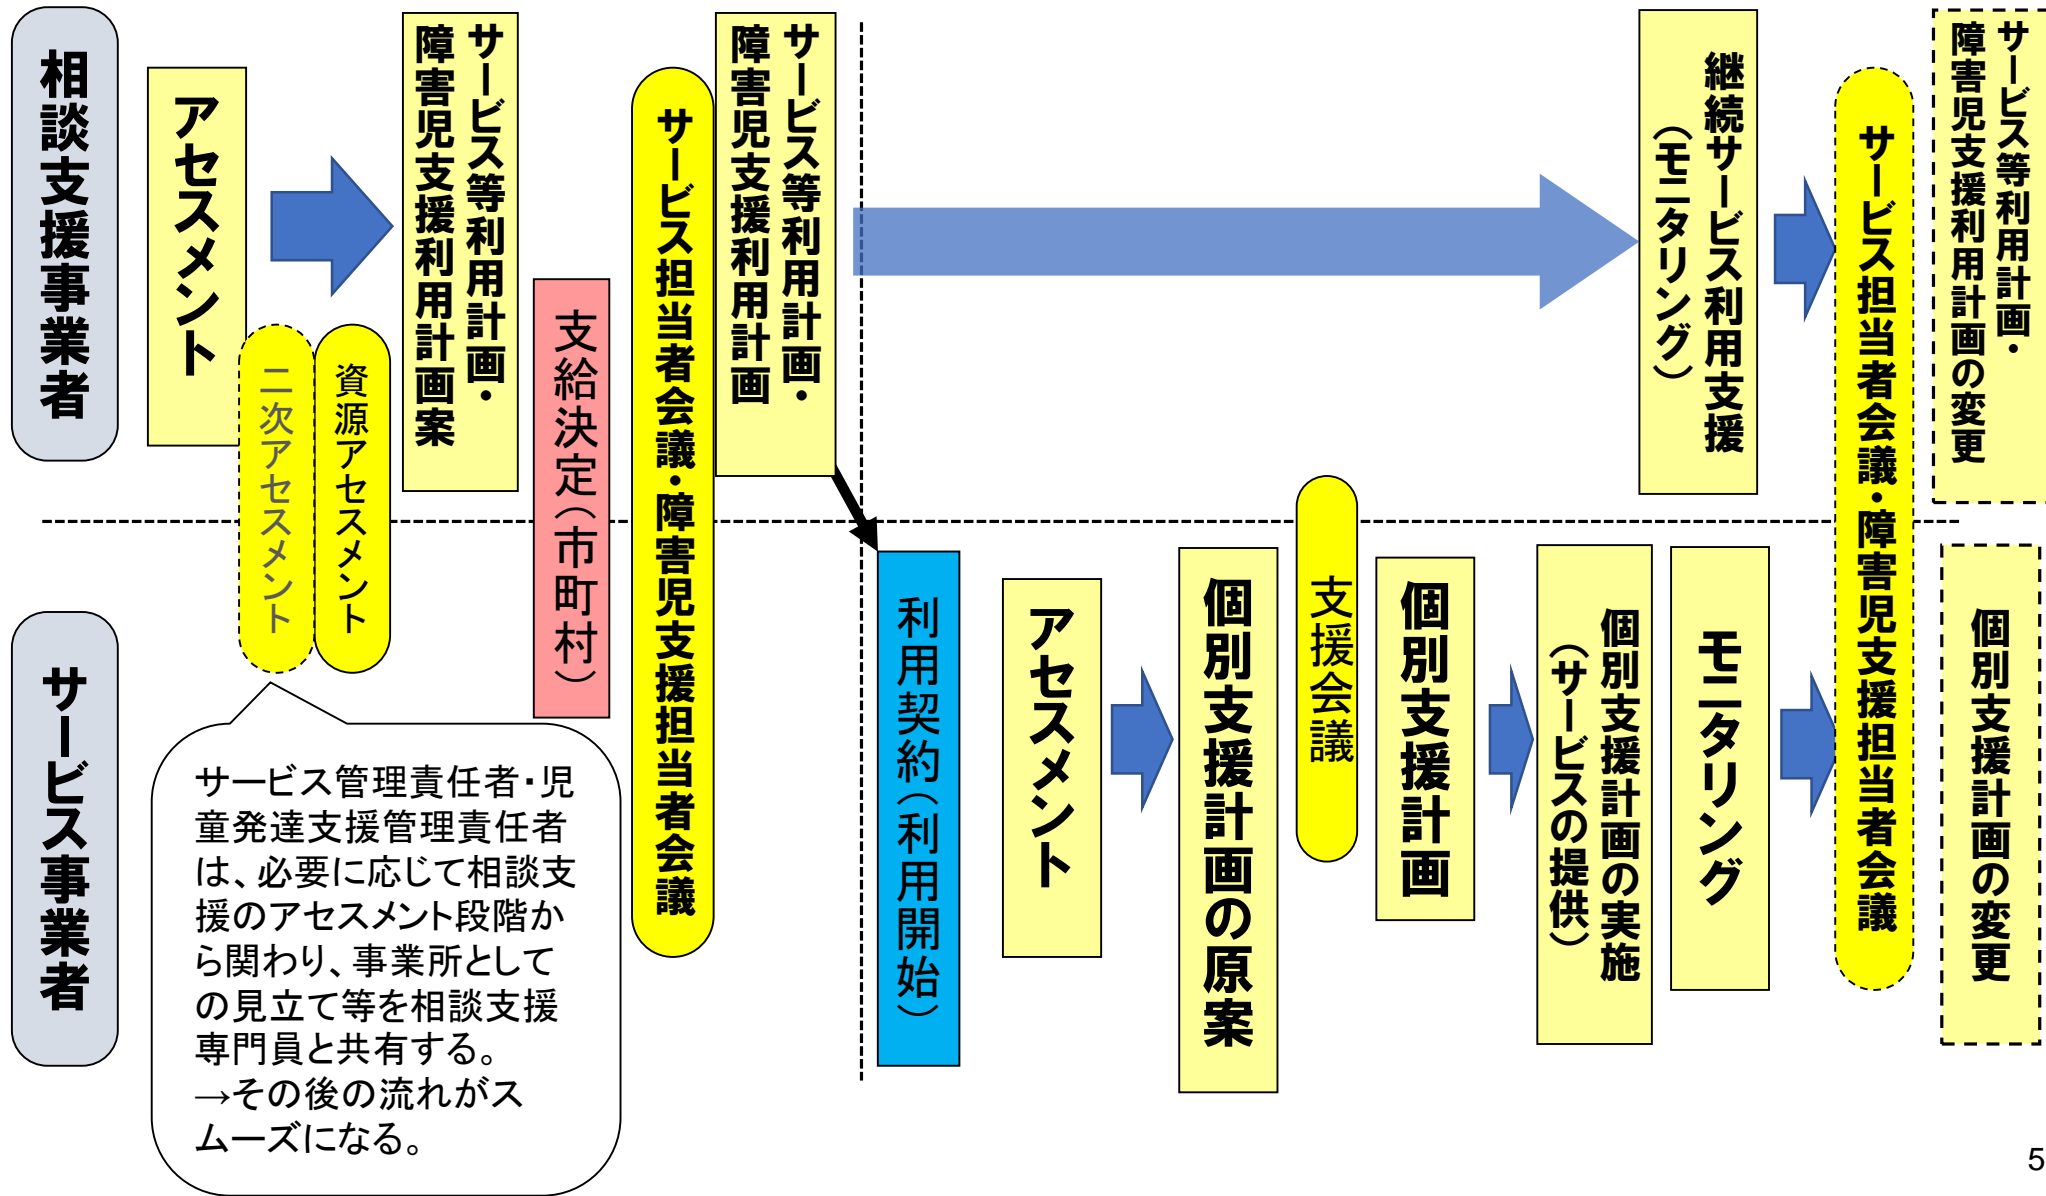 相談支援事業者
アセスメント
二次アセスメント
資源アセスメント
サービス等利用計画・
障害児支援利用計画案
支給決定（市町村）
サービス担当者会議・障害児支援担当者会議
サービス等利用計画・
障害児支援利用計画
継続サービス利用支援
（モニタリング）
サービス担当者会議・障害児支援担当者会議
サービス等利用計画・
障害児支援利用計画の変更
サービス事業者
サービス管理責任者・児
童発達支援管理責任者
は、必要に応じて相談支
援のアセスメント段階か
ら関わり、事業所として
の見立て等を相談支援
専門員と共有する。
→その後の流れがス
ムーズになる。
利用契約（利用開始）
アセスメント
個別支援計画の原案
支援会議
個別支援計画
個別支援計画の実施
（サービスの提供）
モニタリング
個別支援計画の変更
5